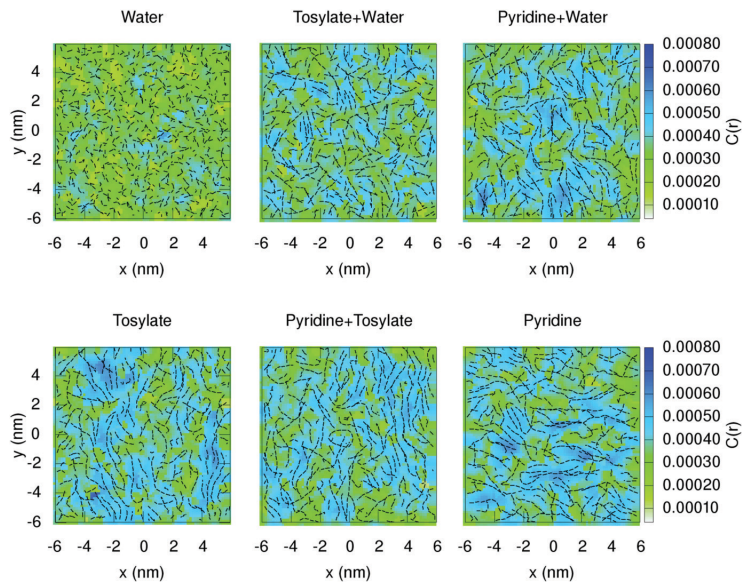 Water Tosylate+Water Pyridine+Water
y (nm)
4
2
0
-2
-4
-6
-6 -4 -2 0 2 4
x (nm)
-6 -4 -2 0 2 4 6
x (nm)
-6 -4 -2 0 2 4 6
x (nm)
0.00080
0.00070
0.00060
0.00050
0.00040
0.00030
0.00020
0.00010
C(r)
Tosylate Pyridine+Tosylate Pyridine
y (nm)
4
2
0
-2
-4
-6
-6 -4 -2 0 2 4
x (nm)
-6 -4 -2 0 2 4 6
x (nm)
-6 -4 -2 0 2 4 6
x (nm)
0.00080
0.00070
0.00060
0.00050
0.00040
0.00030
0.00020
0.00010
C(r)